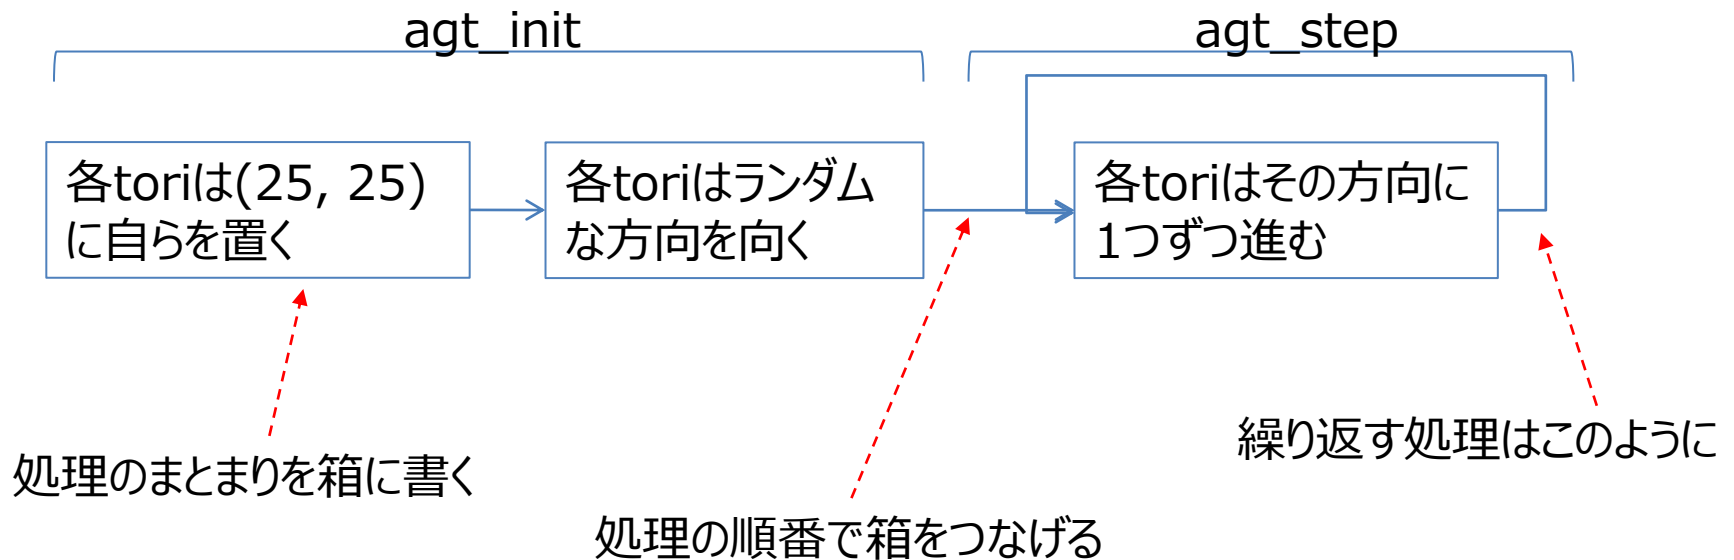 agt_init
agt_step
各toriは(25, 25)
に自らを置く
各toriはランダム
な方向を向く
各toriはその方向に
1つずつ進む
処理のまとまりを箱に書く
処理の順番で箱をつなげる
繰り返す処理はこのように